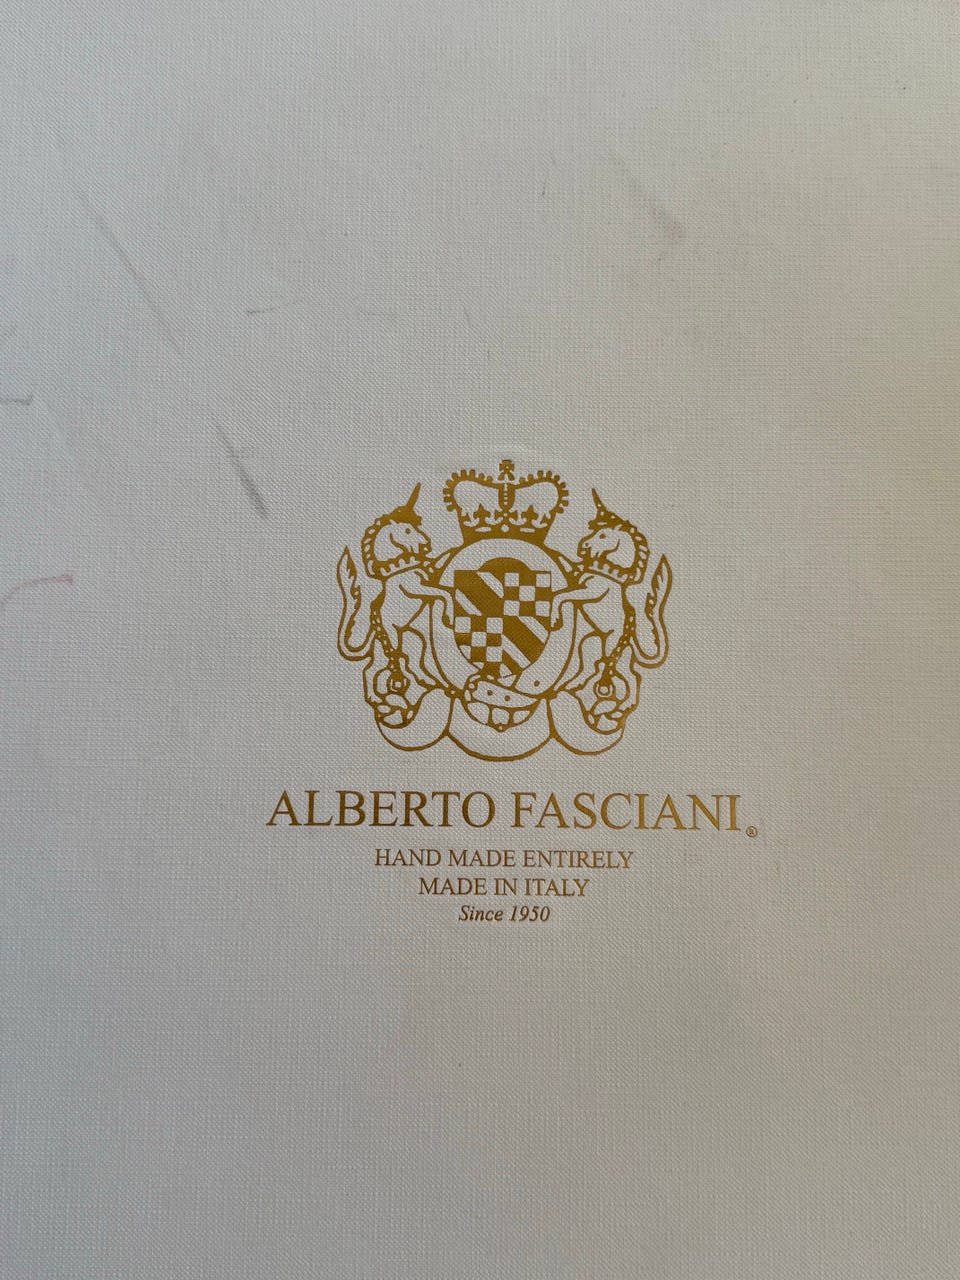 ALBERTO FASCIANI®
HAND MADE ENTIRELY
MADE IN ITALY
Since 1950